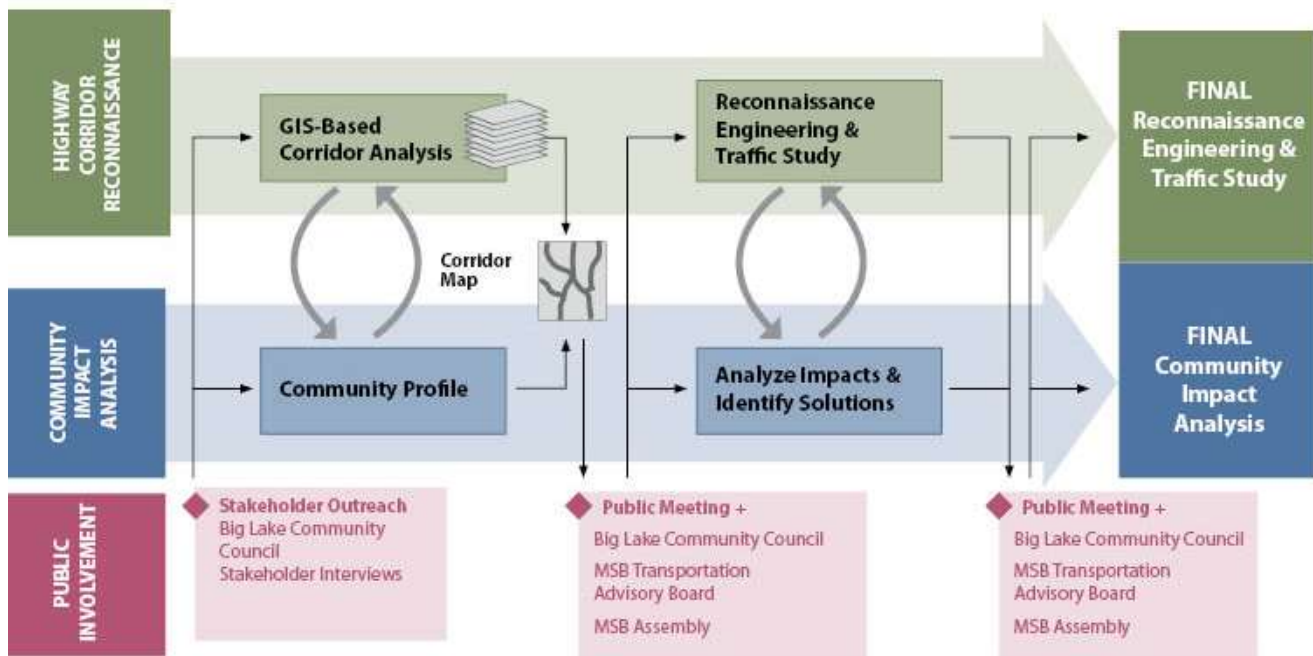 HIGHWAY
CORRIDOR
RECONNAISSANCE
GIS-Based
Corridor Analysis
Reconnaissance
Engineering &
Traffic Study
FINAL
Reconnaissance
Engineering &
Traffic Study
Corridor
Map
COMMUNITY
IMPACT
ANALYSIS
Community Profile
Analyze Impacts &
Identify Solutions
FINAL
Community
Impact
Analysis
PUBLIC
INVOLVEMENT
Stakeholder Outreach
Big Lake Community
Council
Stakeholder Interviews
Public Meeting +
Big Lake Community Council
MSB Transportation
Advisory Board
MSB Assembly
Public Meeting +
Big Lake Community Council
MSB Transportation
Advisory Board
MSB Assembly